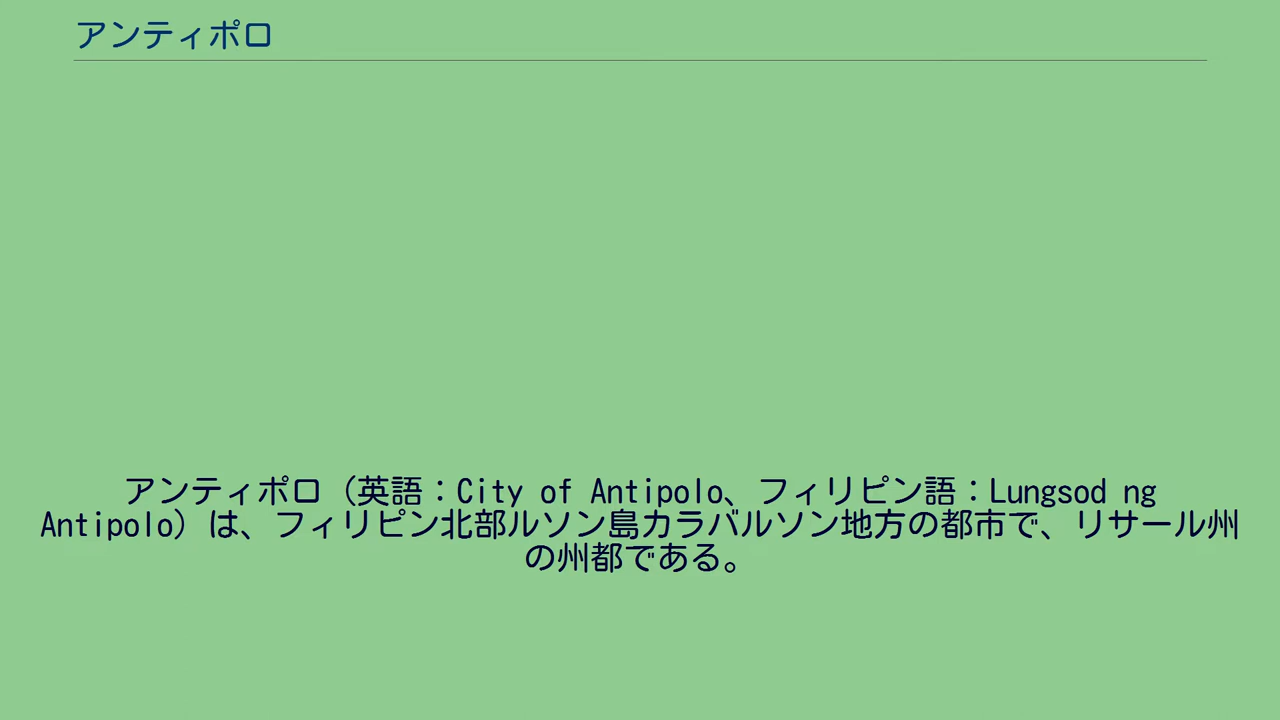 アンティポロ
アンティポロ（英語：City of Antipolo、フィリピン語：Lungsod ng
Antipolo）は、フィリピン北部ルソン島カラバルソン地方の都市で、リサール州
の州都である。